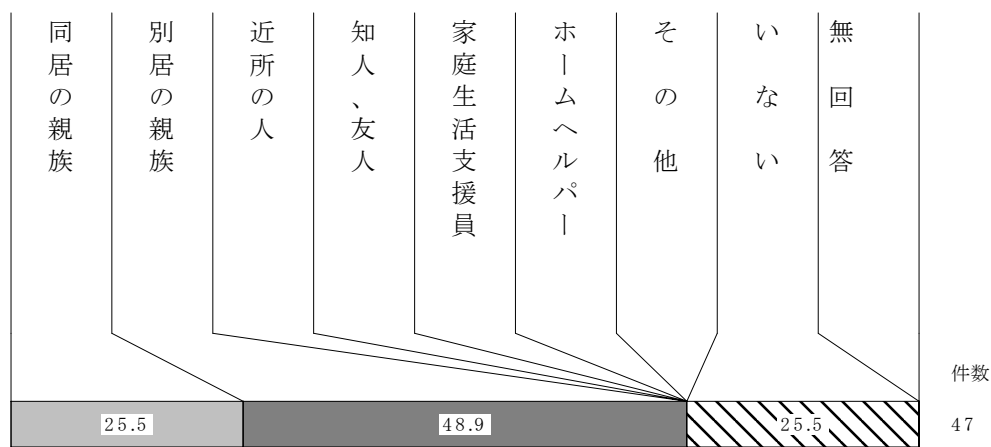 同居の親族
別居の親族
近所の人
知人、友人
家庭生活支援員
ホームヘルパー
その他
いない
無回答
件数
25.5
48.9
25.5
47